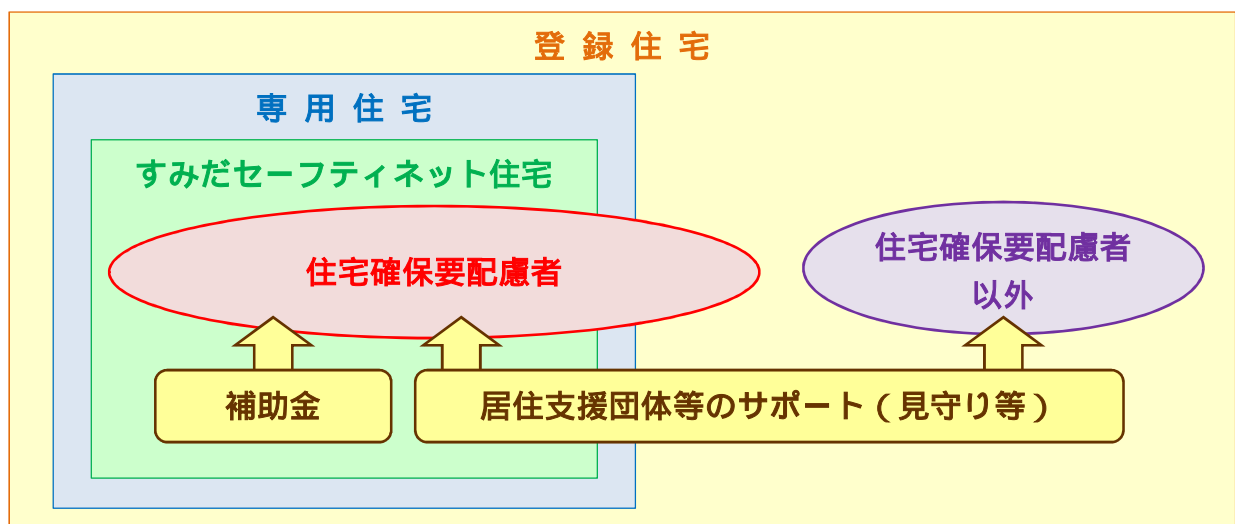 登録住宅
専用住宅
すみだセーフティネット住宅
住宅確保要配慮者
住宅確保要配慮者
以外
補助金
居住支援団体等のサポート（見守り等）